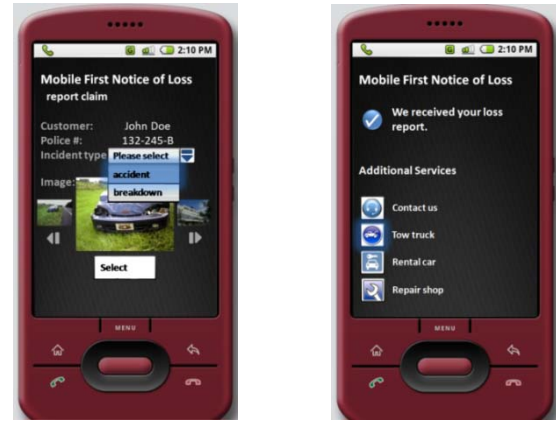 2:10 PM
Mobile First Notice of Loss
report claim
Customer: John Doe
Police #: 132-245-B
Incident type Please select
accident
breakdown
Image:
Select
MENU
2:10 PM
Mobile First Notice of Loss
We received your loss
report.
Additional Services
Contact us
Tow truck
Rental car
Repair shop
MENU